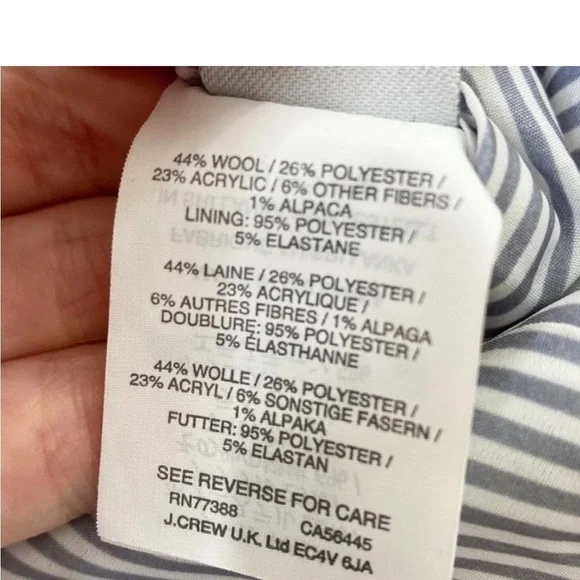 44% WOOL / 26% POLYESTER /
23% ACRYLIC / 6% OTHER FIBERS /
1% ALPACA
LINING: 95% POLYESTER /
5% ELASTANE
44% LAINE / 26% POLYESTER /
23% ACRYLIQUE /
6% AUTRES FIBRES / 1% ALPAGA
DOUBLURE: 95% POLYESTER /
5% ÉLASTHANNE
44% WOLLE / 26% POLYESTER /
23% ACRYL / 6% SONSTIGE FASERN /
1% ALPAKA
FUTTER: 95% POLYESTER /
5% ELASTAN
SEE REVERSE FOR CARE
RN77388 CA56445
J.CREW U.K. Ltd EC4V 6JA